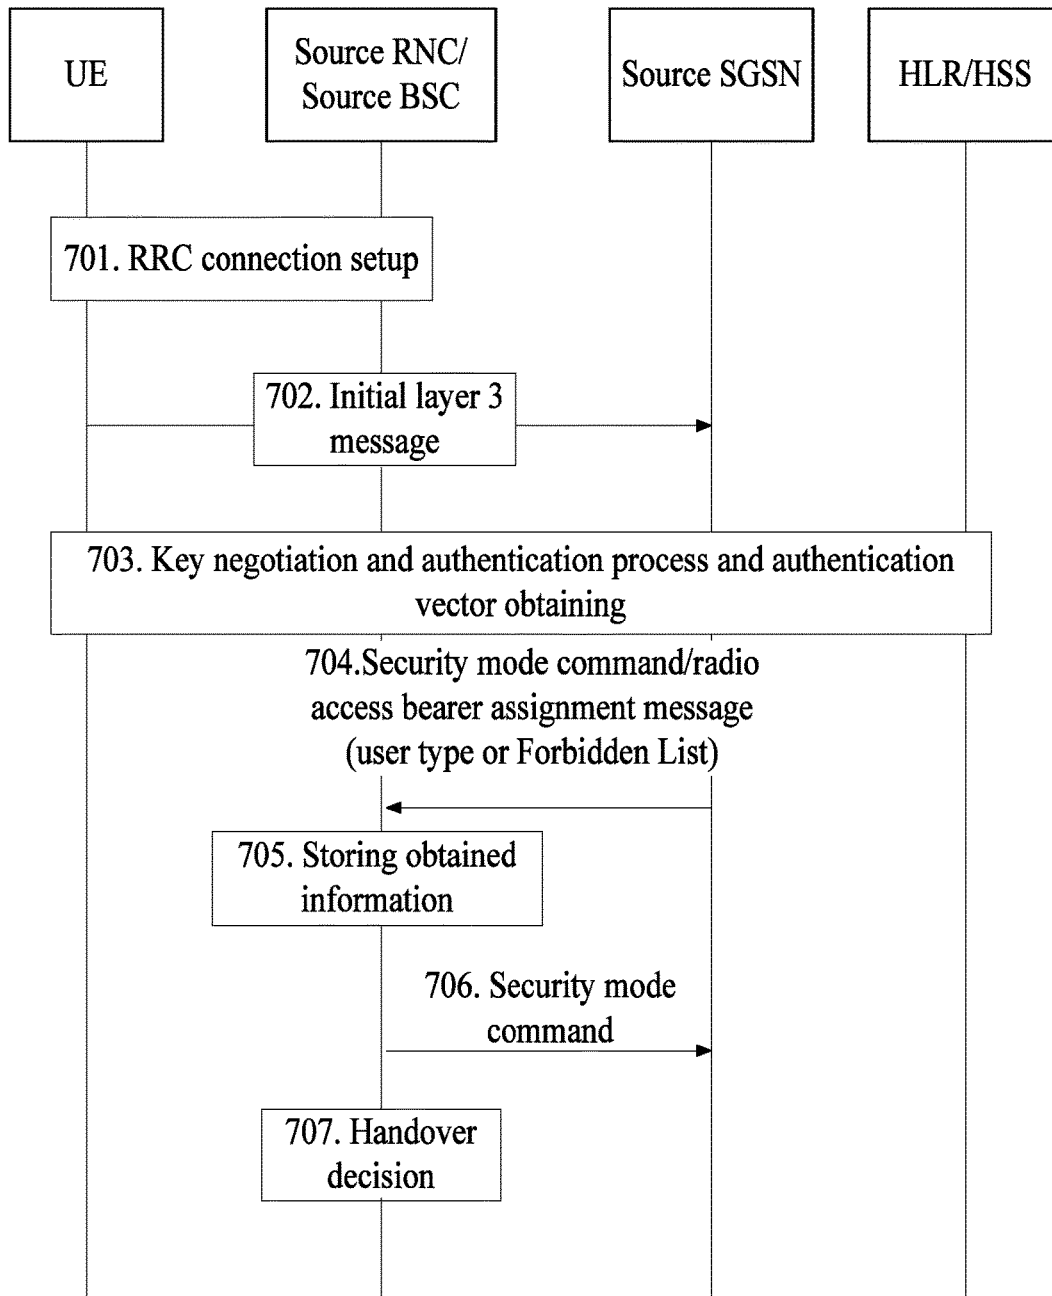 UE
Source RNC/
Source BSC
Source SGSN
HLR/HSS
701. RRC connection setup
702. Initial layer 3
message
703. Key negotiation and authentication process and authentication
vector obtaining
704.Security mode command/radio
access bearer assignment message
(user type or Forbidden List)
705. Storing obtained
information
706. Security mode
command
707. Handover
decision